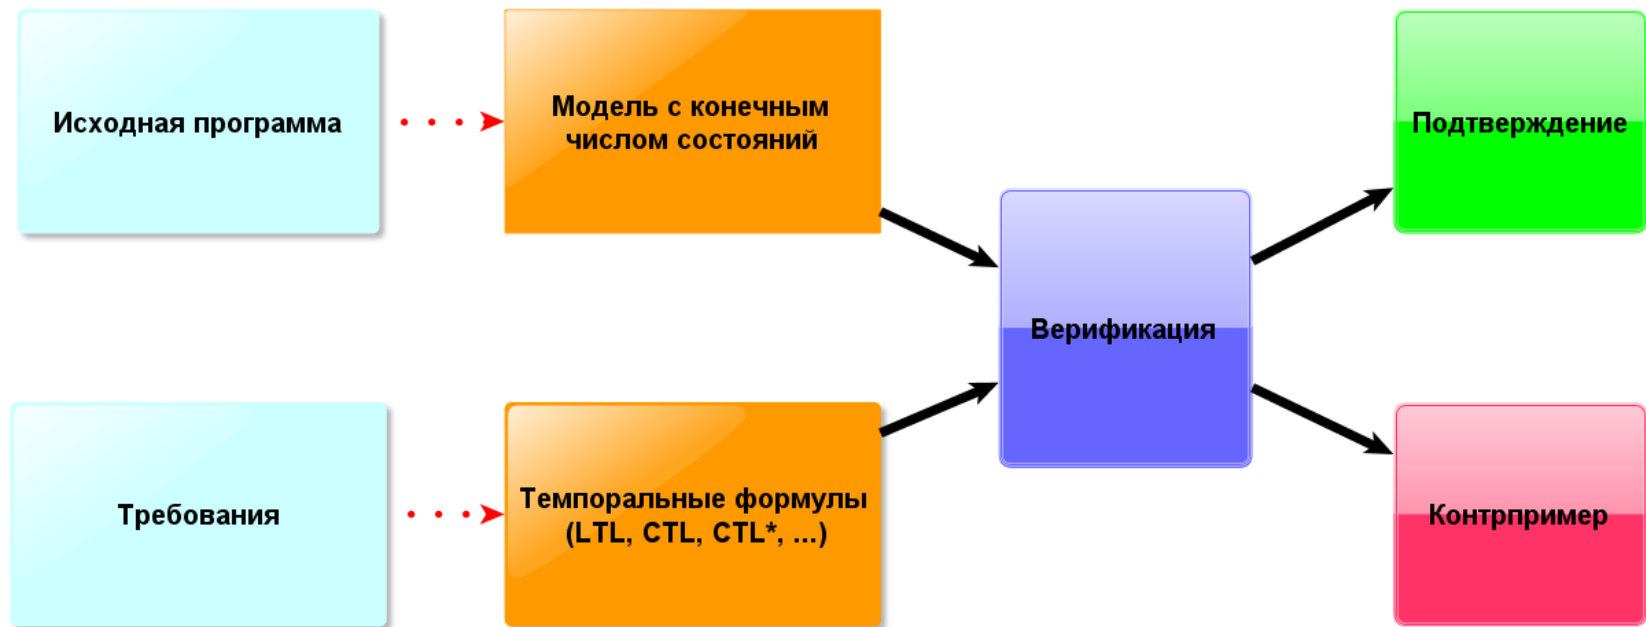 Исходная программа
Модель с конечным
числом состояний
Подтверждение
Верификация
Требования
Темпоральные формулы
(LTL, CTL, CTL*, ...)
Контрпример